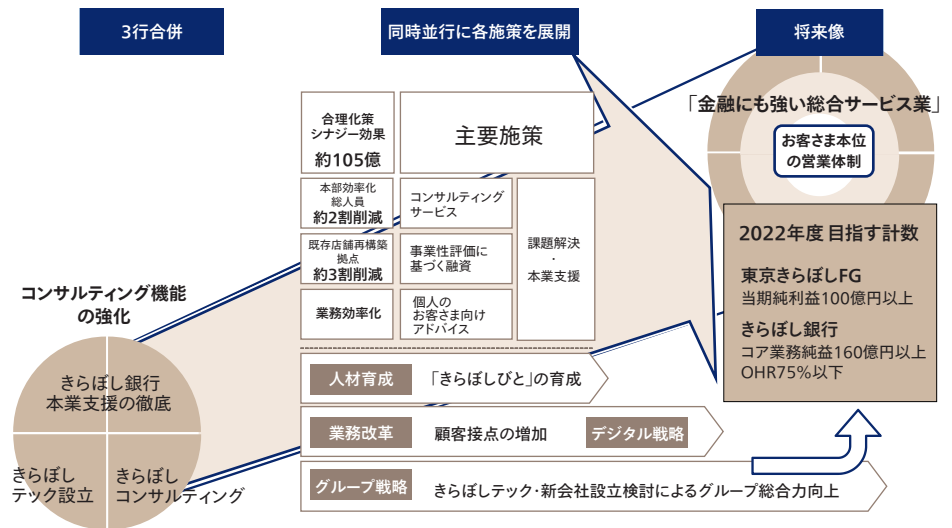 3行合併
同時並行に各施策を展開
将来像
コンサルティング機能
の強化
きらぼし銀行
本業支援の徹底
きらぼし
テック設立
きらぼし
コンサルティング
合理化策
シナジー効果
約105億
主要施策
本部効率化
総人員
約2割削減
コンサルティング
サービス
既存店舗再構築
拠点
約3割削減
事業性評価に
基づく融資
業務効率化
個人の
お客さま向け
アドバイス
課題解決
・
本業支援
人材育成 「きらぼしびと」の育成
業務改革 顧客接点の増加 デジタル戦略
グループ戦略 きらぼしテック・新会社設立検討によるグループ総合力向上
「金融にも強い総合サービス業」
お客さま本位
の営業体制
2022年度 目指す計数
東京きらぼしFG
当期純利益100億円以上
きらぼし銀行
コア業務純益160億円以上
OHR75%以下